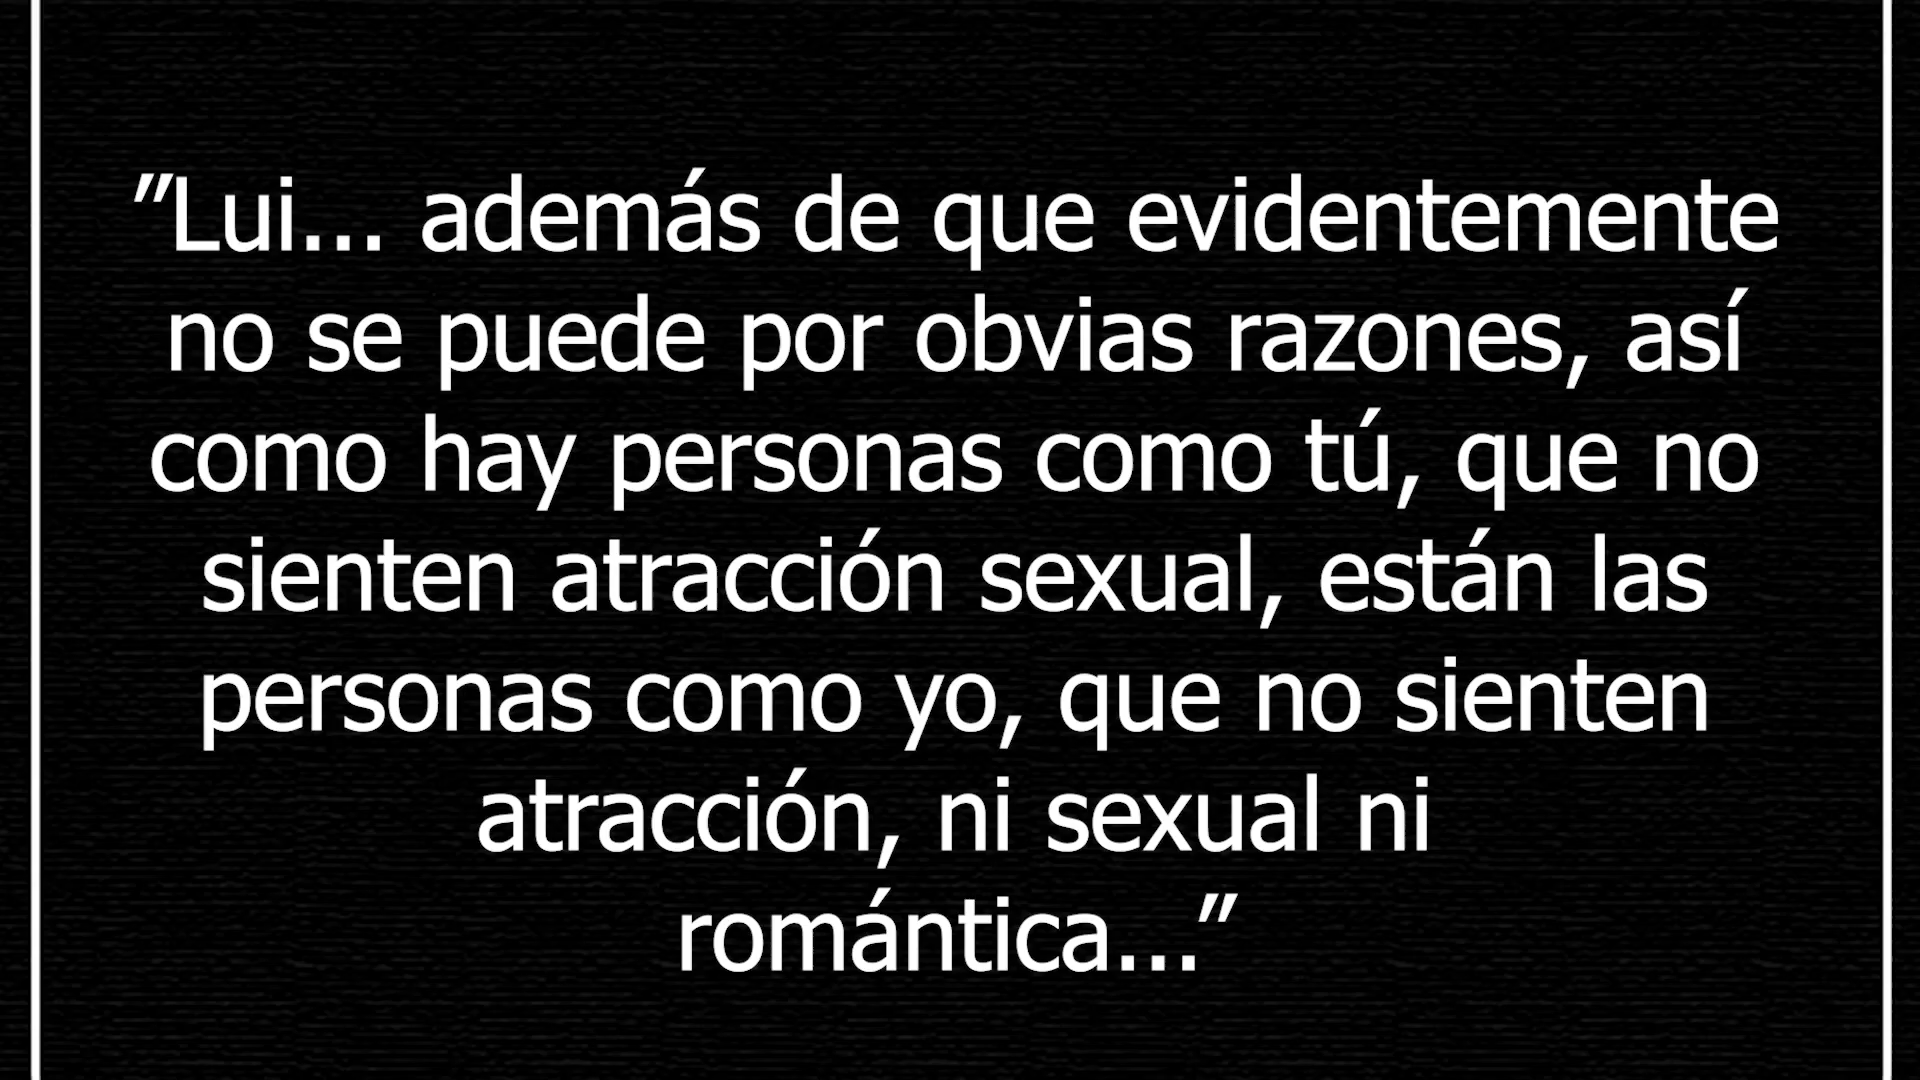 ”Lui... además de que evidentemente
no se puede por obvias razones, así
como hay personas como tú, que no
sienten atracción sexual, están las
personas como yo, que no sienten
atracción, ni sexual ni
romántica...”